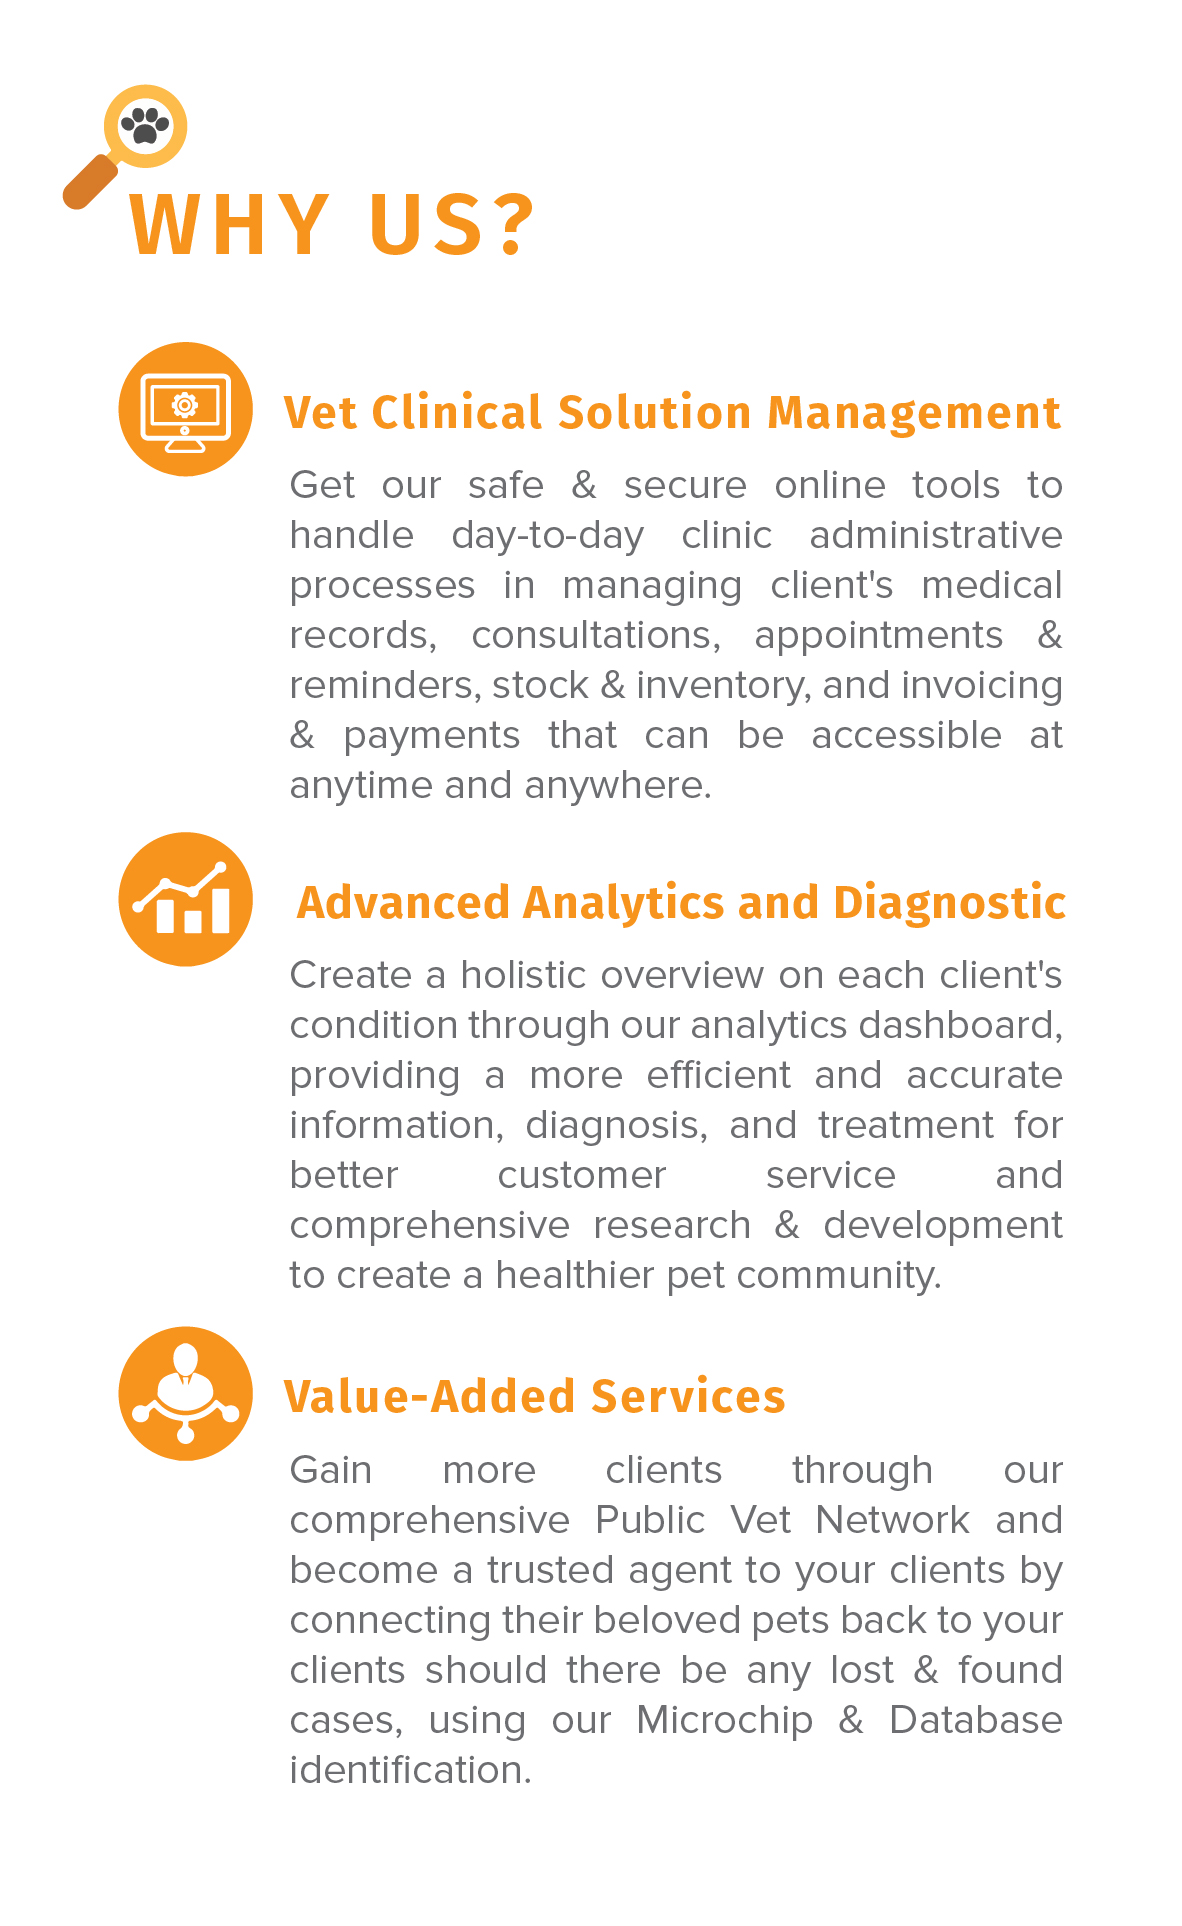 WHY US?
Vet Clinical Solution Management
Get our safe & secure online tools to
handle day-to-day clinic administrative
processes in managing client's medical
records, consultations, appointments &
reminders, stock & inventory, and invoicing
& payments that can be accessible at
anytime and anywhere.
Advanced Analytics and Diagnostic
Create a holistic overview on each client's
condition through our analytics dashboard,
providing a more efficient and accurate
information, diagnosis, and treatment for
better customer service and
comprehensive research & development
to create a healthier pet community.
Value-Added Services
Gain more clients through our
comprehensive Public Vet Network and
become a trusted agent to your clients by
connecting their beloved pets back to your
clients should there be any lost & found
cases, using our Microchip & Database
identification.